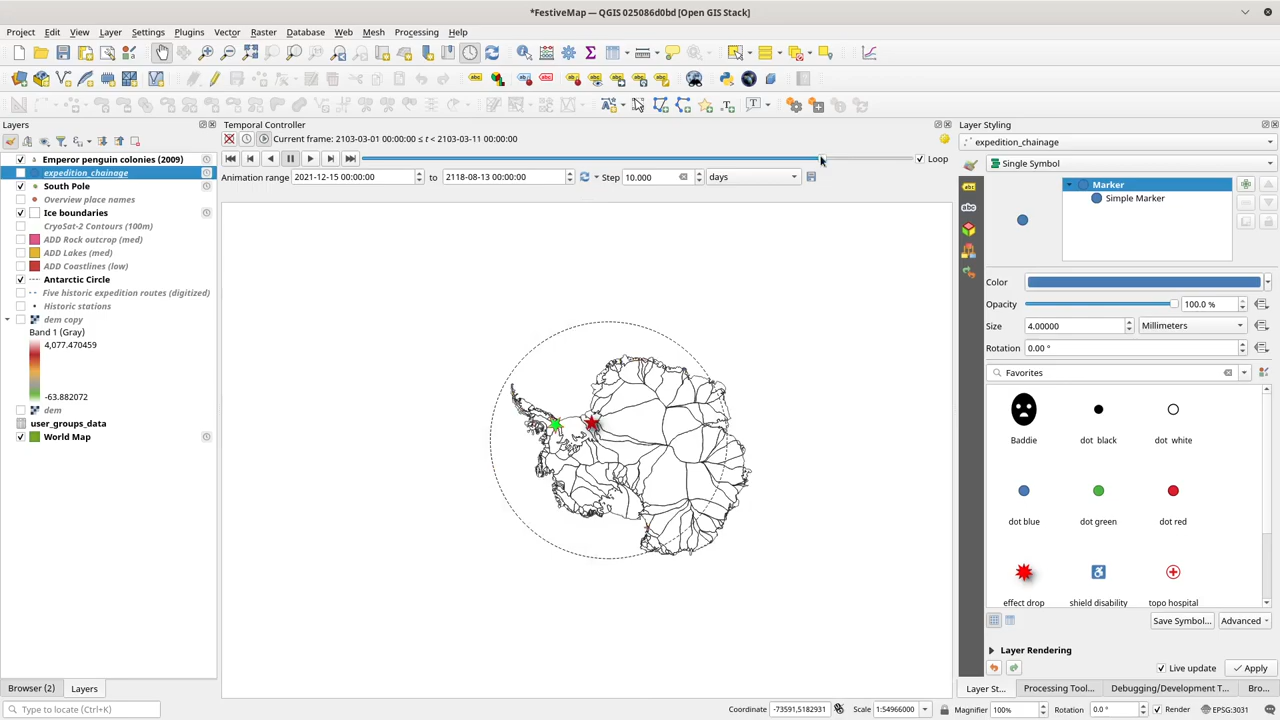 *FestiveMap — QGIS 025086d0bd [Open GIS Stack]
Project Edit View Layer Settings Plugins Vector Raster Database Web Mesh Processing Help
Layers
Emperor penguin colonies (2009)
expedition_chainage
South Pole
Overview place names
Ice boundaries
CryoSat-2 Contours (100m)
ADD Rock outcrop (med)
ADD Lakes (med)
ADD Coastlines (low)
Antarctic Circle
Five historic expedition routes (digitized)
Historic stations
dem copy
Band 1 (Gray)
4,077.470459
-63.882072
dem
user_groups_data
World Map
Browser (2) Layers
Temporal Controller
Current frame: 2103-03-01 00:00:00 ≤ t < 2103-03-11 00:00:00
Loop
Animation range 2021-12-15 00:00:00 to 2118-08-13 00:00:00 Step 10.000 days
Layer Styling
expedition_chainage
Single Symbol
Marker
Simple Marker
Color
Opacity 100.0 %
Size 4.00000 Millimeters
Rotation 0.00 °
Favorites
Baddie dot black dot white
dot blue dot green dot red
effect drop shield disability topo hospital
Save Symbol... Advanced
Layer Rendering
Live update Apply
Layer St... Processing Tool... Debugging/Development T... Bro...
Type to locate (Ctrl+K) Coordinate -73591,5182931 Scale 1:54966000 Magnifier 100% Rotation 0.0 ° Render EPSG:3031